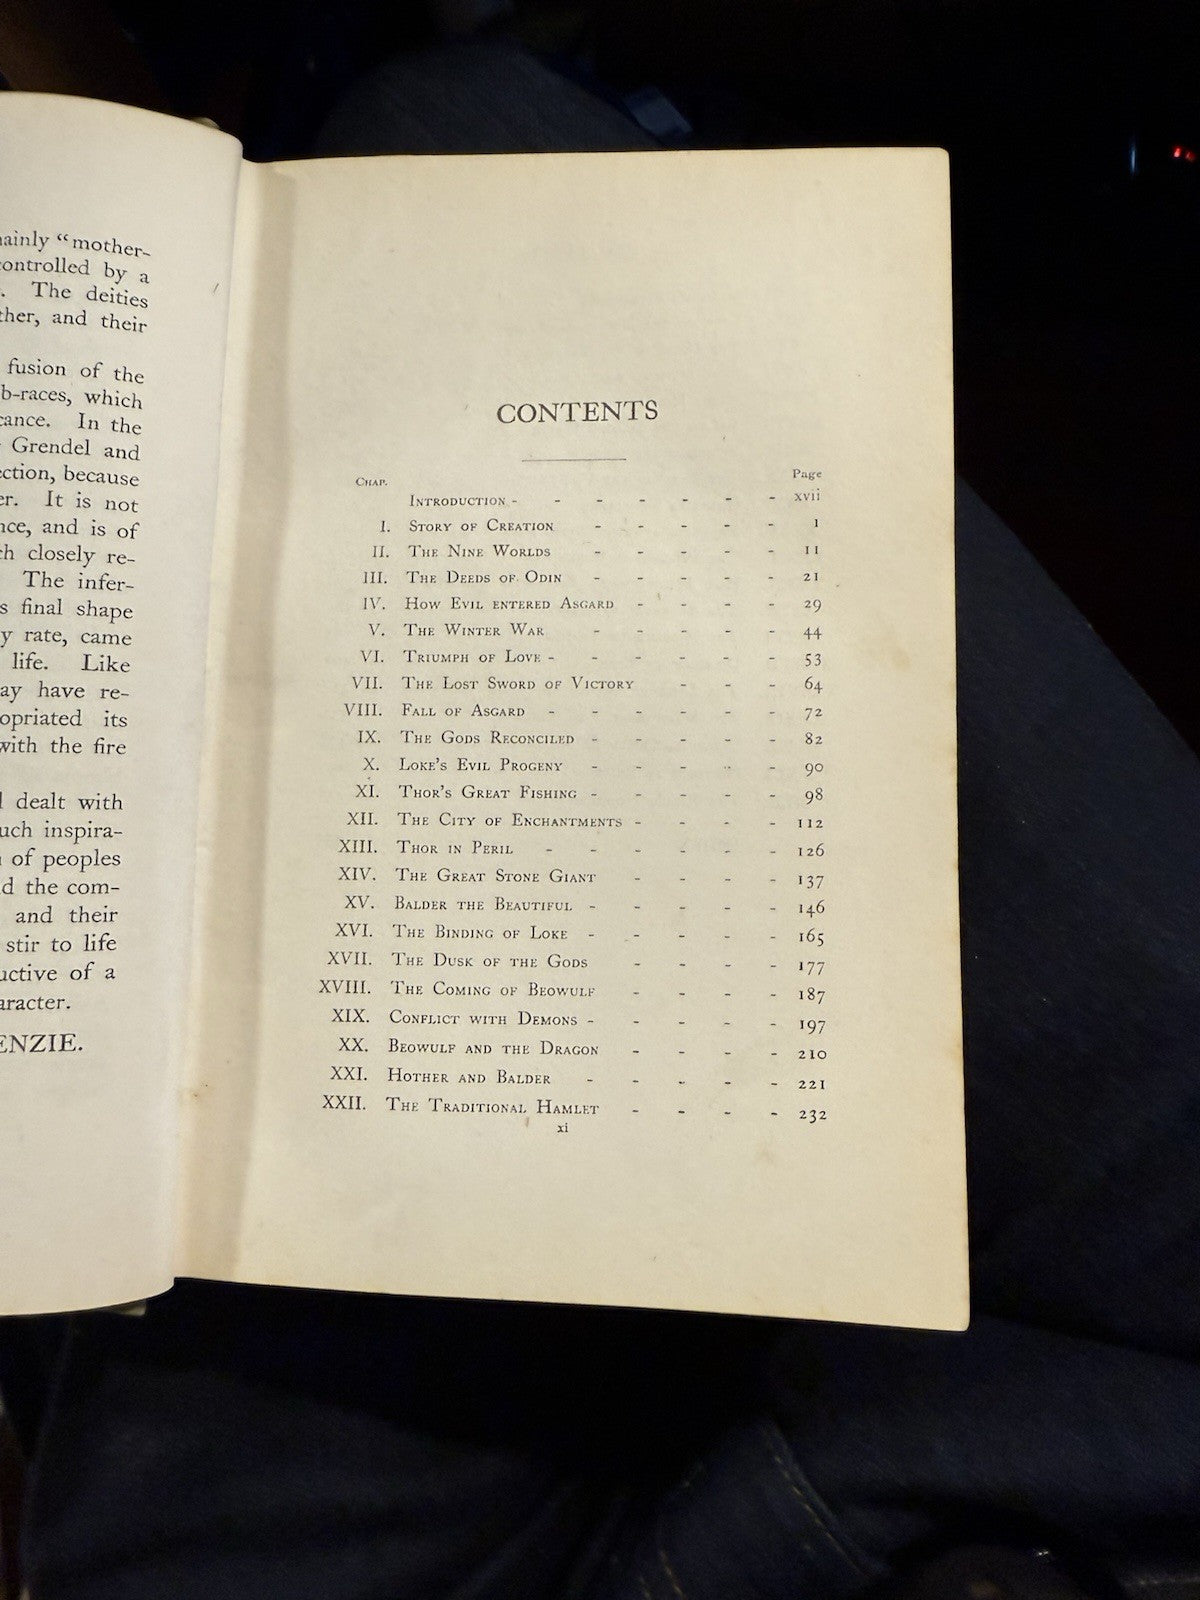 mainly "mother-
controlled by a
. The deities
ther, and their
fusion of the
b-races, which
cance. In the
Grendel and
ection, because
er. It is not
nce, and is of
ch closely re-
The infer-
s final shape
y rate, came
life. Like
ay have re-
opriated its
with the fire
l dealt with
uch inspira-
of peoples
d the com-
and their
stir to life
uctive of a
aracter.
ENZIE.
CONTENTS
CHAP. Page
INTRODUCTION - - - - - - - xvii
I. STORY OF CREATION - - - - - 1
II. THE NINE WORLDS - - - - - 11
III. THE DEEDS OF ODIN - - - - - 21
IV. HOW EVIL ENTERED ASGARD - - - - 29
V. THE WINTER WAR - - - - - 44
VI. TRIUMPH OF LOVE - - - - - - 53
VII. THE LOST SWORD OF VICTORY - - - 64
VIII. FALL OF ASGARD - - - - - - 72
IX. THE GODS RECONCILED - - - - - 82
X. LOKE'S EVIL PROGENY - - - - - 90
XI. THOR'S GREAT FISHING - - - - - 98
XII. THE CITY OF ENCHANTMENTS - - - - 112
XIII. THOR IN PERIL - - - - - - 126
XIV. THE GREAT STONE GIANT - - - - 137
XV. BALDER THE BEAUTIFUL - - - - - 146
XVI. THE BINDING OF LOKE - - - - - 165
XVII. THE DUSK OF THE GODS - - - - 177
XVIII. THE COMING OF BEOWULF - - - - 187
XIX. CONFLICT WITH DEMONS - - - - - 197
XX. BEOWULF AND THE DRAGON - - - - 210
XXI. HOTHER AND BALDER - - - - - 221
XXII. THE TRADITIONAL HAMLET - - - - 232
xi